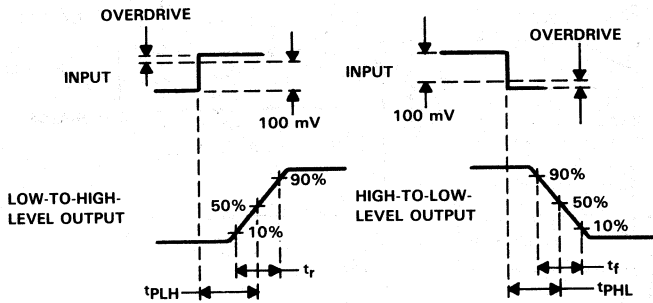 OVERDRIVE
INPUT
100 mV
LOW-TO-HIGH-
LEVEL OUTPUT
90%
50%
10%
tr
tPLH
OVERDRIVE
INPUT
100 mV
HIGH-TO-LOW-
LEVEL OUTPUT
90%
50%
10%
tf
tPHL